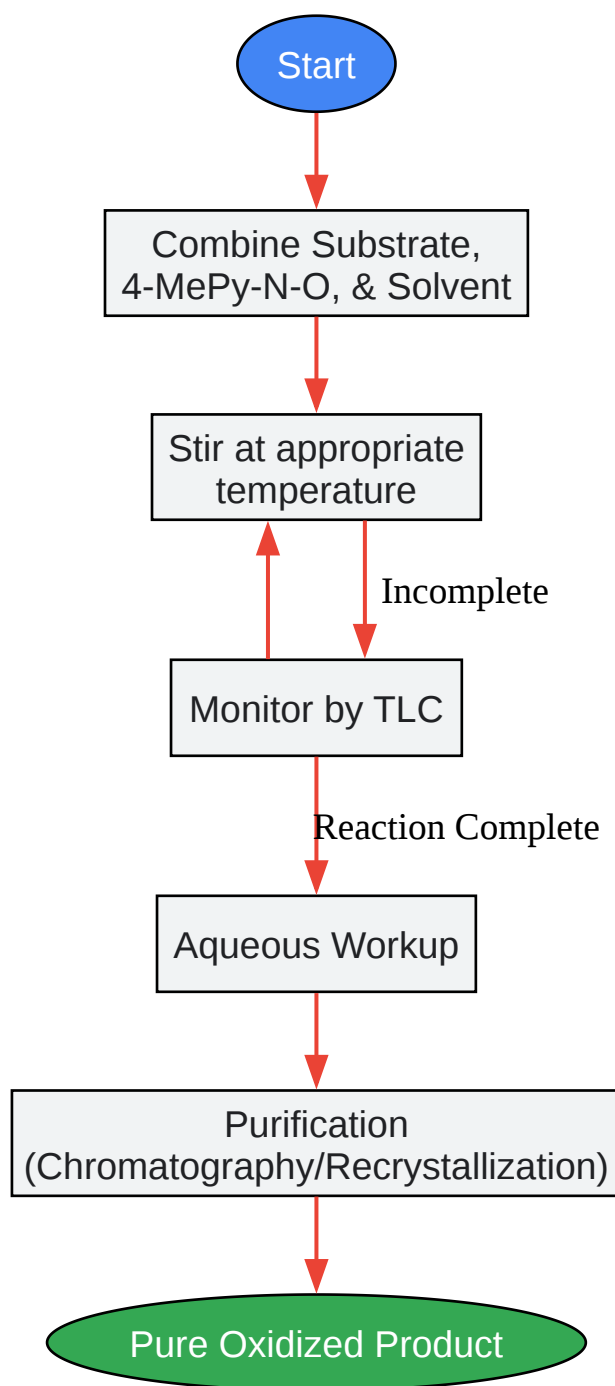 Start
Combine Substrate,
4-MePy-N-O, & Solvent
Stir at appropriate
temperature
Incomplete
Monitor by TLC
Reaction Complete
Aqueous Workup
Purification
(Chromatography/Recrystallization)
Pure Oxidized Product